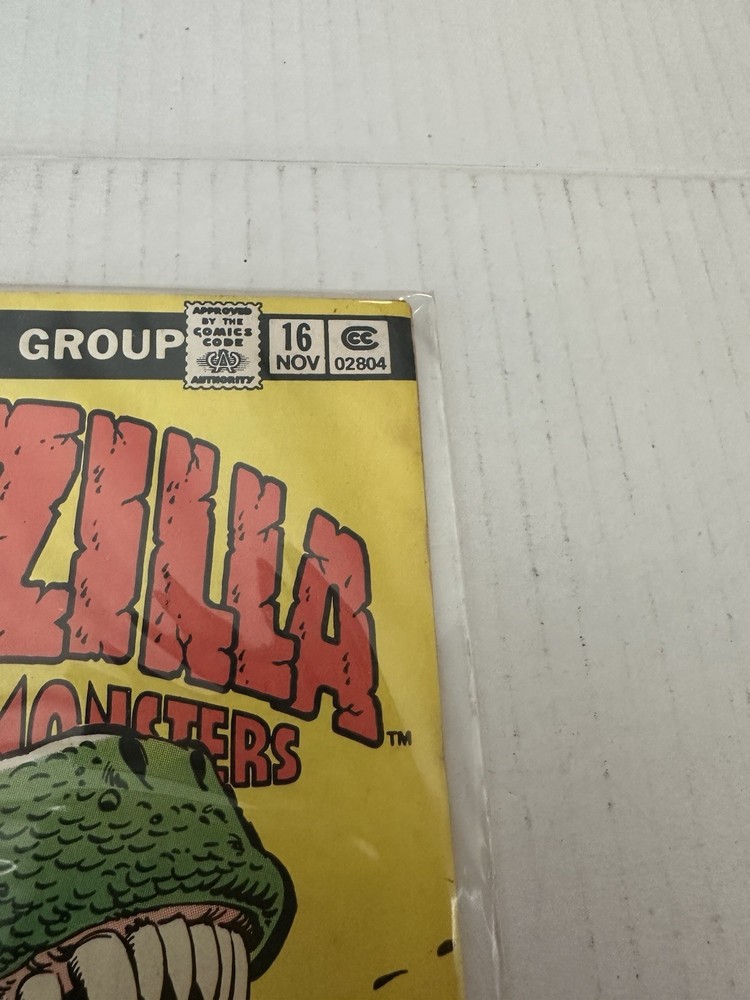 GROUP
APPROVED
BY THE
COMICS
CODE
CA
AUTHORITY
16
NOV
CC
02804
ZILLA
MONSTERS
TM